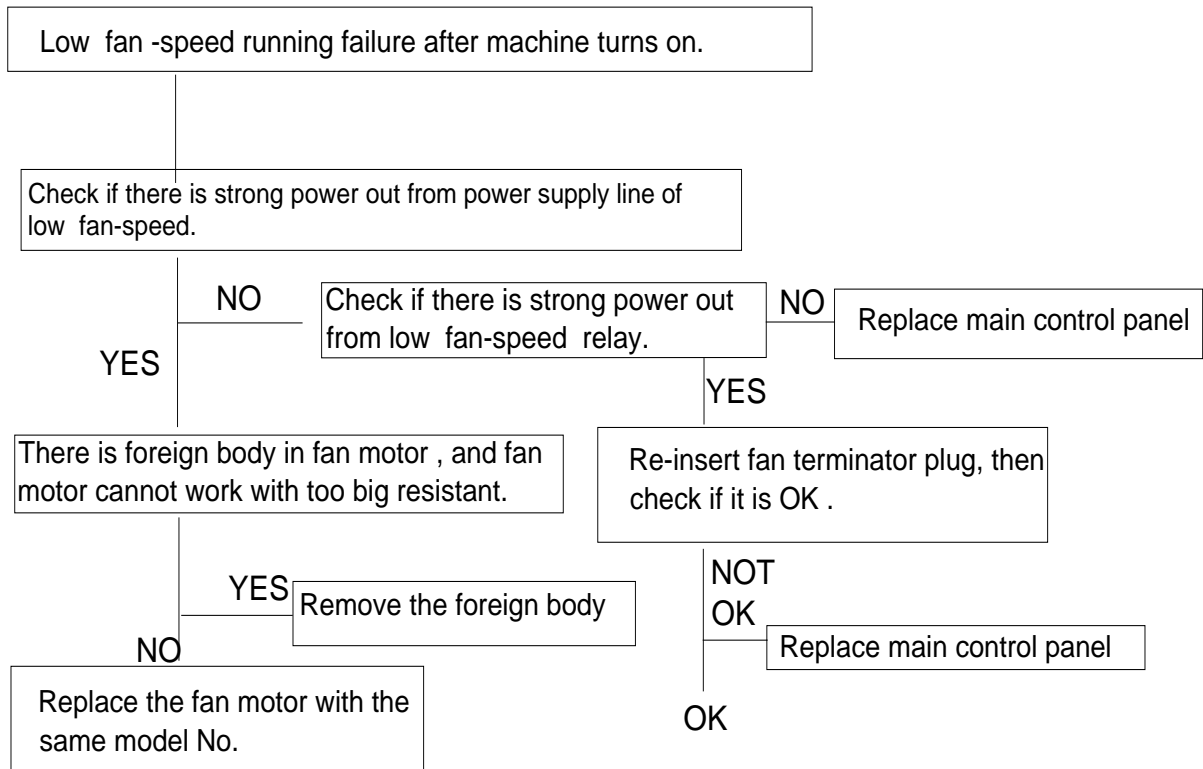 Low fan -speed running failure after machine turns on.
Check if there is strong power out from power supply line of
low fan-speed.
NO
Check if there is strong power out
from low fan-speed relay.
NO
Replace main control panel
YES
YES
There is foreign body in fan motor , and fan
motor cannot work with too big resistant.
Re-insert fan terminator plug, then
check if it is OK .
YES
Remove the foreign body
NOT
OK
Replace main control panel
NO
Replace the fan motor with the
same model No.
OK